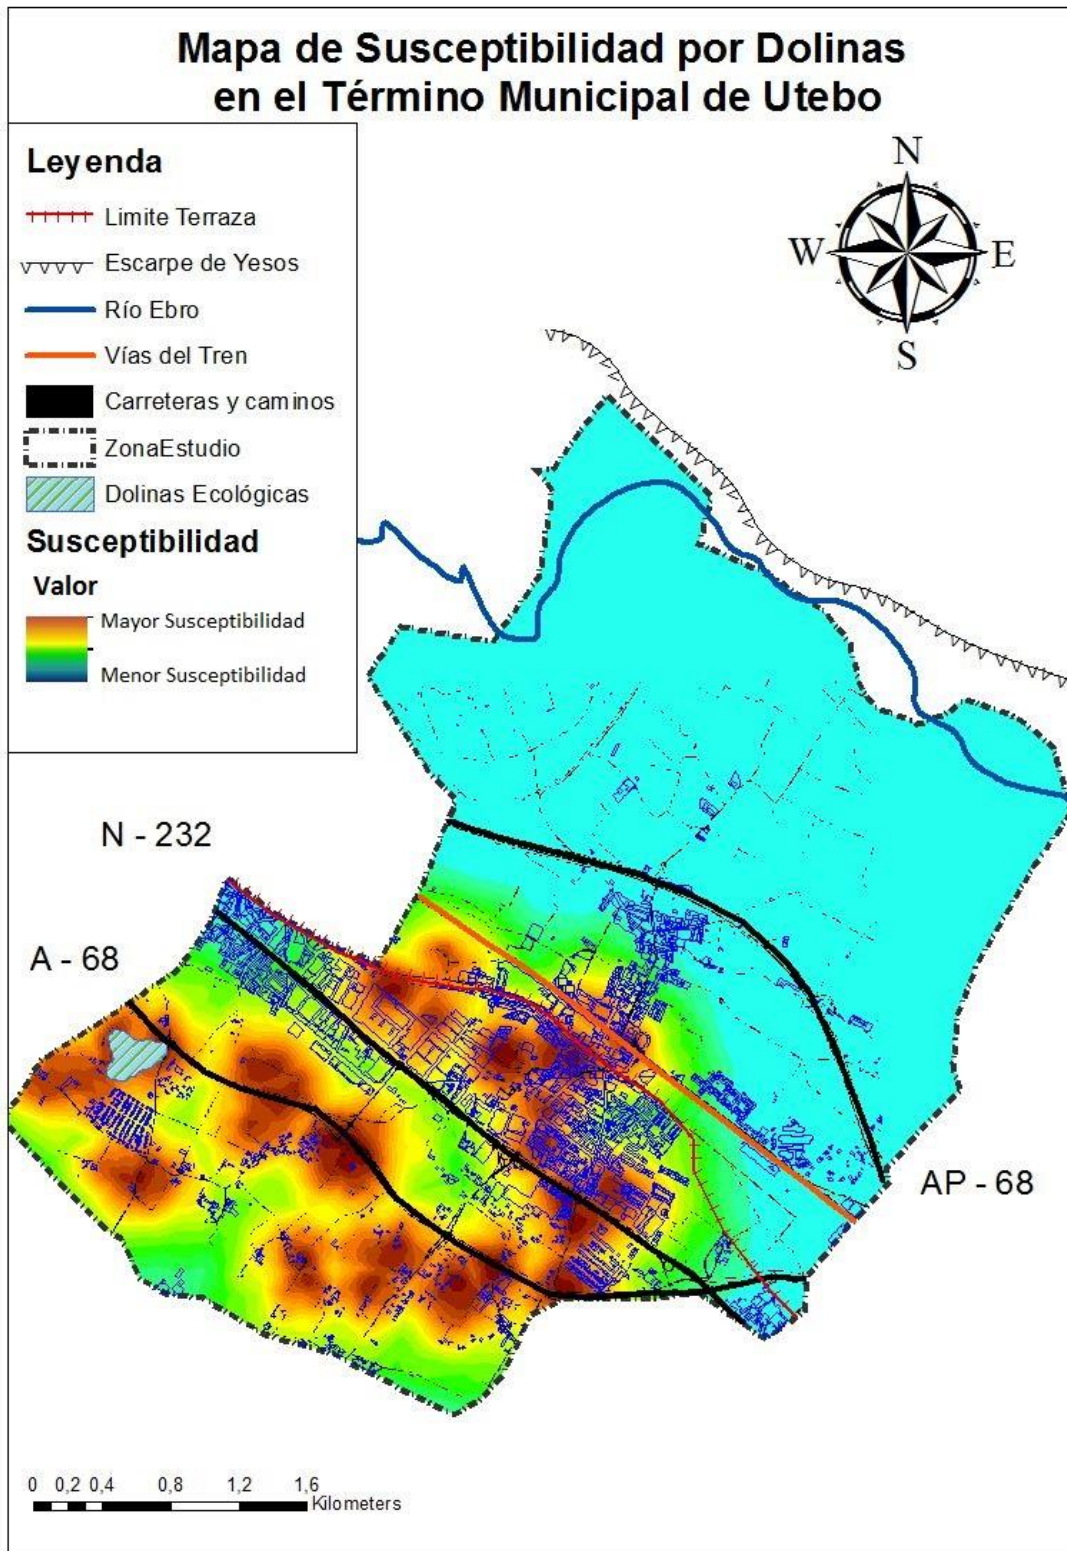 Mapa de Susceptibilidad por Dolinas
en el Término Municipal de Utebo
Leyenda
Limite Terraza
Escarpe de Yesos
Río Ebro
Vías del Tren
Carreteras y caminos
ZonaEstudio
Dolinas Ecológicas
Susceptibilidad
Valor
Mayor Susceptibilidad
Menor Susceptibilidad
N
W
E
S
N - 232
A - 68
AP - 68
0 0,2 0,4 0,8 1,2 1,6
Kilometers